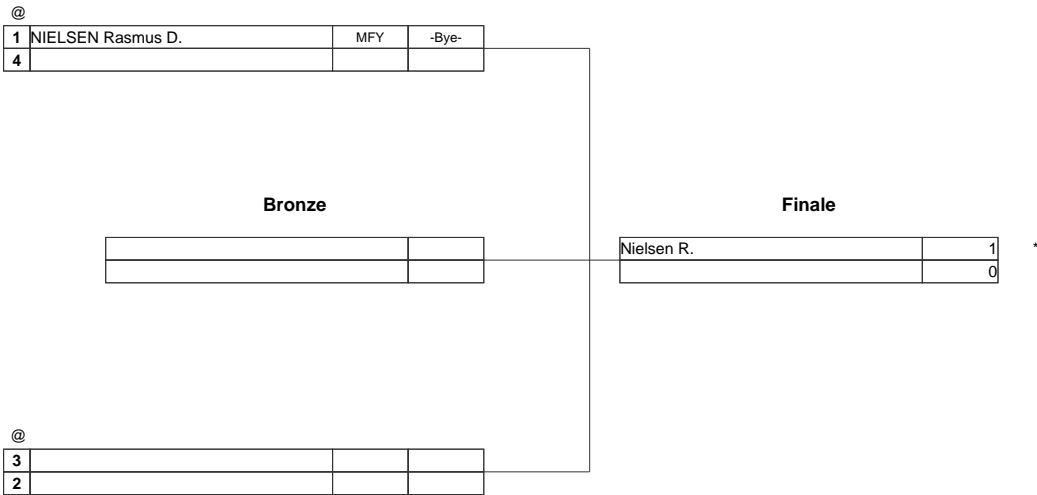 @
1 NIELSEN Rasmus D. MFY -Bye-
4
Bronze Finale
Nielsen R. 1 *
0
@
3
2